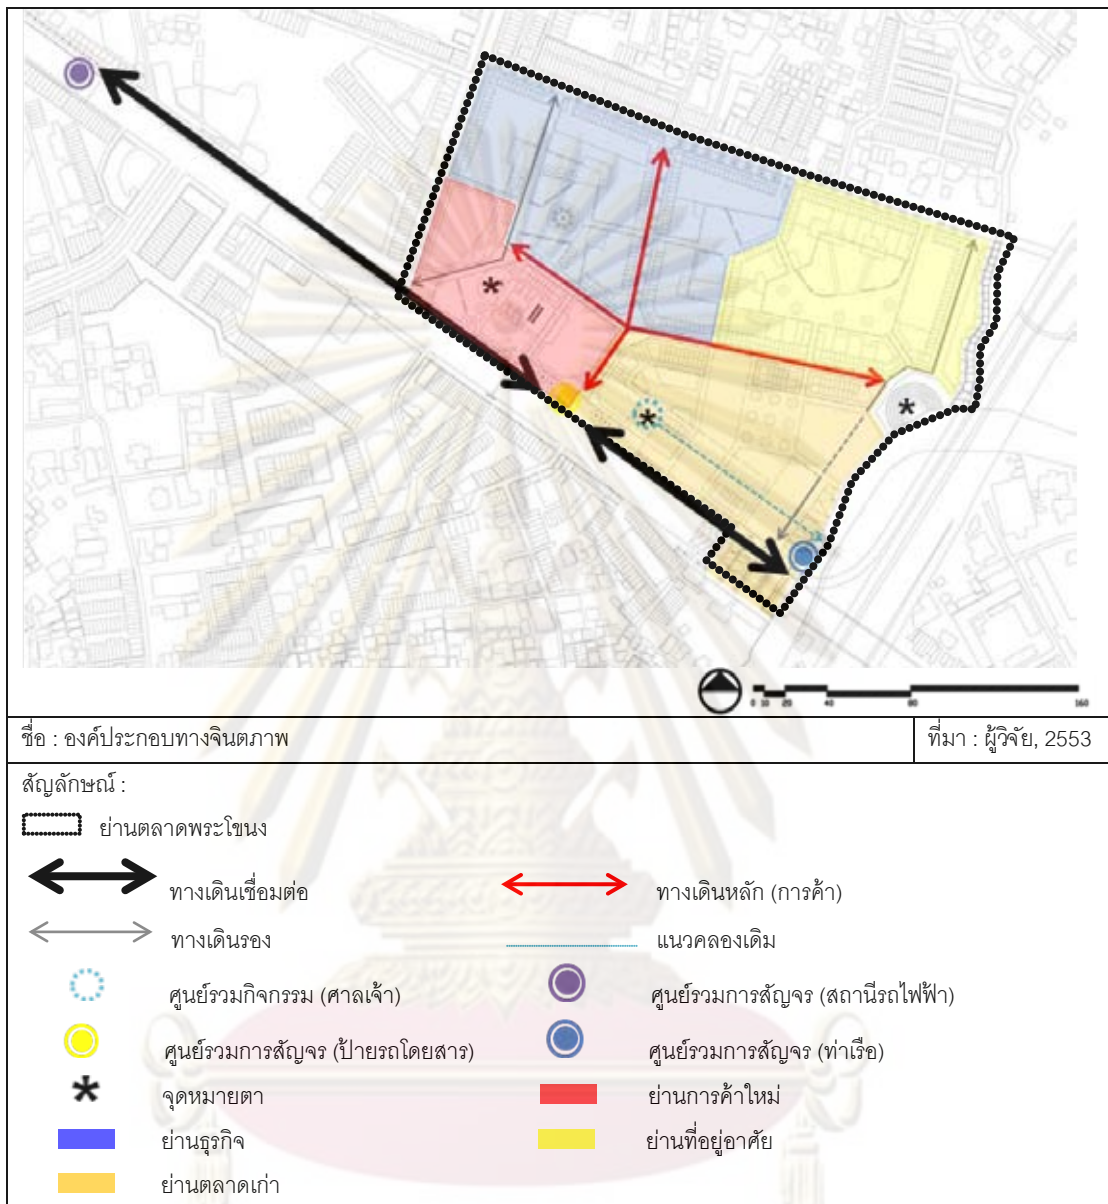 0 10 20 40 80 160
ชื่อ : องค์ประกอบทางจินตภาพ
ที่มา : ผู้วิจัย, 2553
สัญลักษณ์ :
ย่านตลาดพระโขนง
ทางเดินเชื่อมต่อ
ทางเดินหลัก (การค้า)
ทางเดินรอง
แนวคลองเดิม
ศูนย์รวมกิจกรรม (ศาลเจ้า)
ศูนย์รวมการสัญจร (สถานีรถไฟฟ้า)
ศูนย์รวมการสัญจร (ป้ายรถโดยสาร)
ศูนย์รวมการสัญจร (ท่าเรือ)
จุดหมายตา
ย่านการค้าใหม่
ย่านธุรกิจ
ย่านที่อยู่อาศัย
ย่านตลาดเก่า